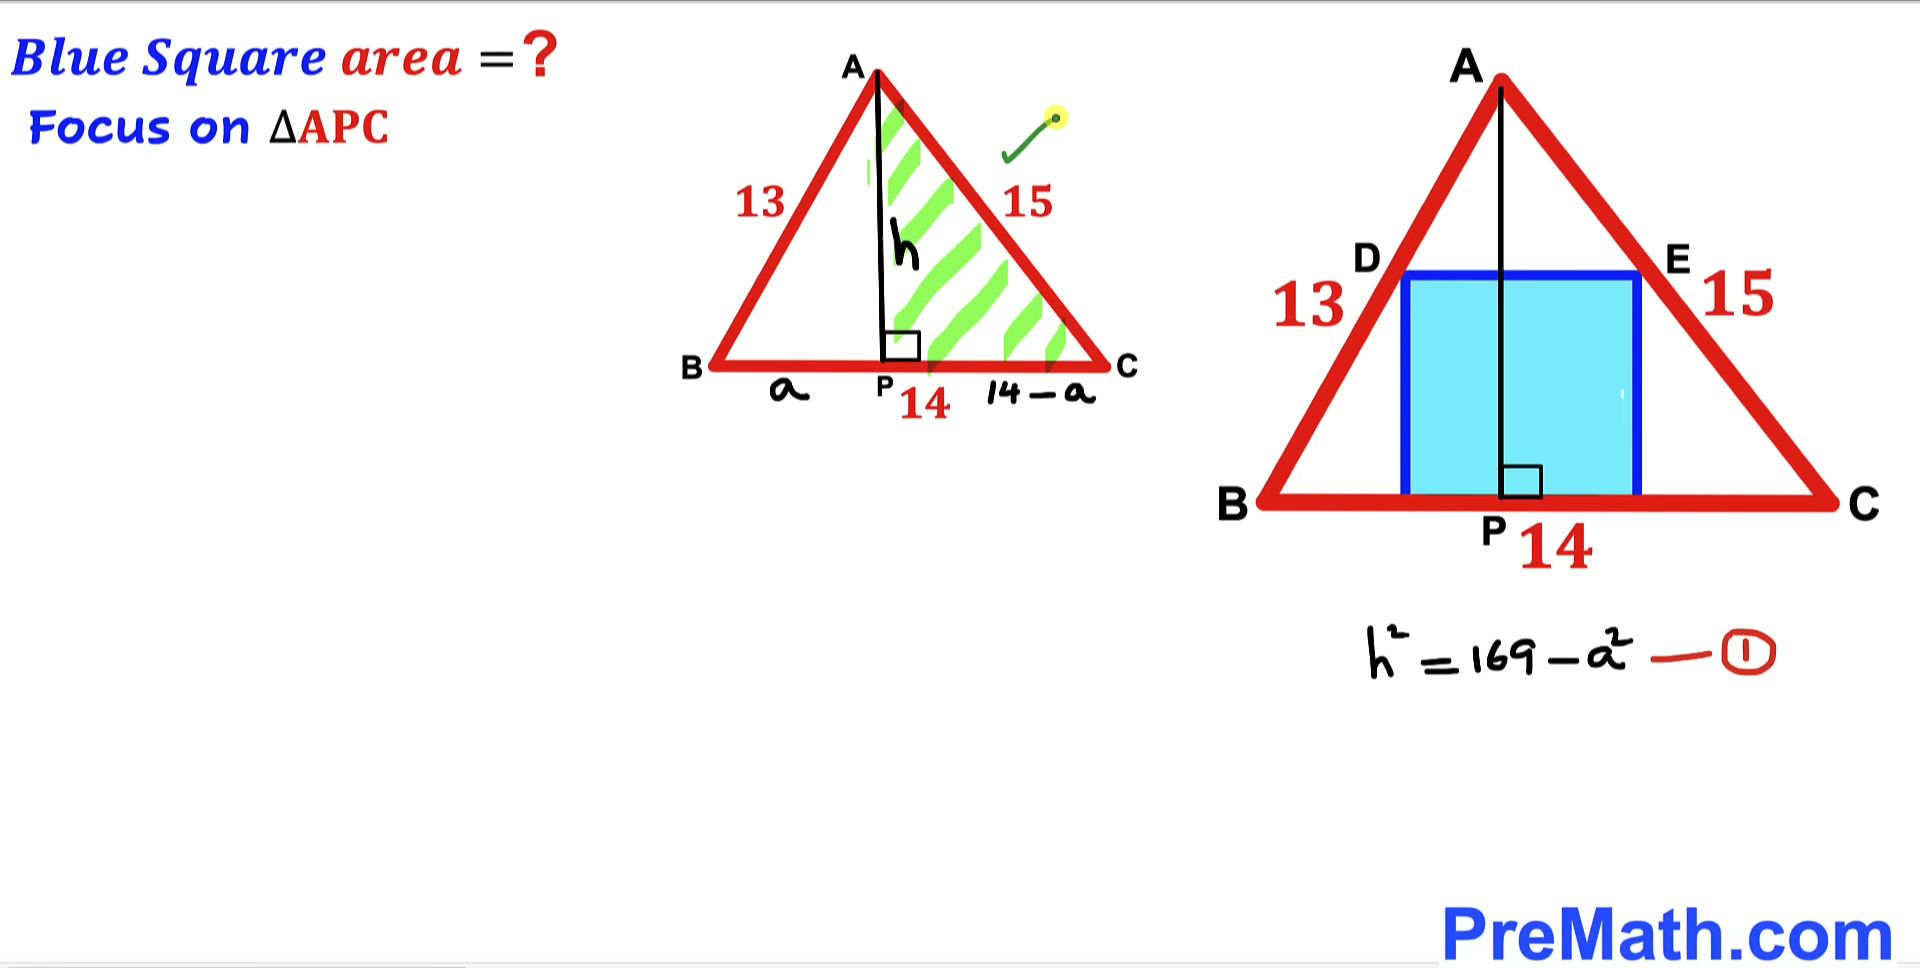 Blue Square area = ?
Focus on ΔAPC
A
13
15
h
B
C
a
P
14
14 - a
A
D
E
13
15
B
C
P
14
h² = 169 - a² — ①
PreMath.com